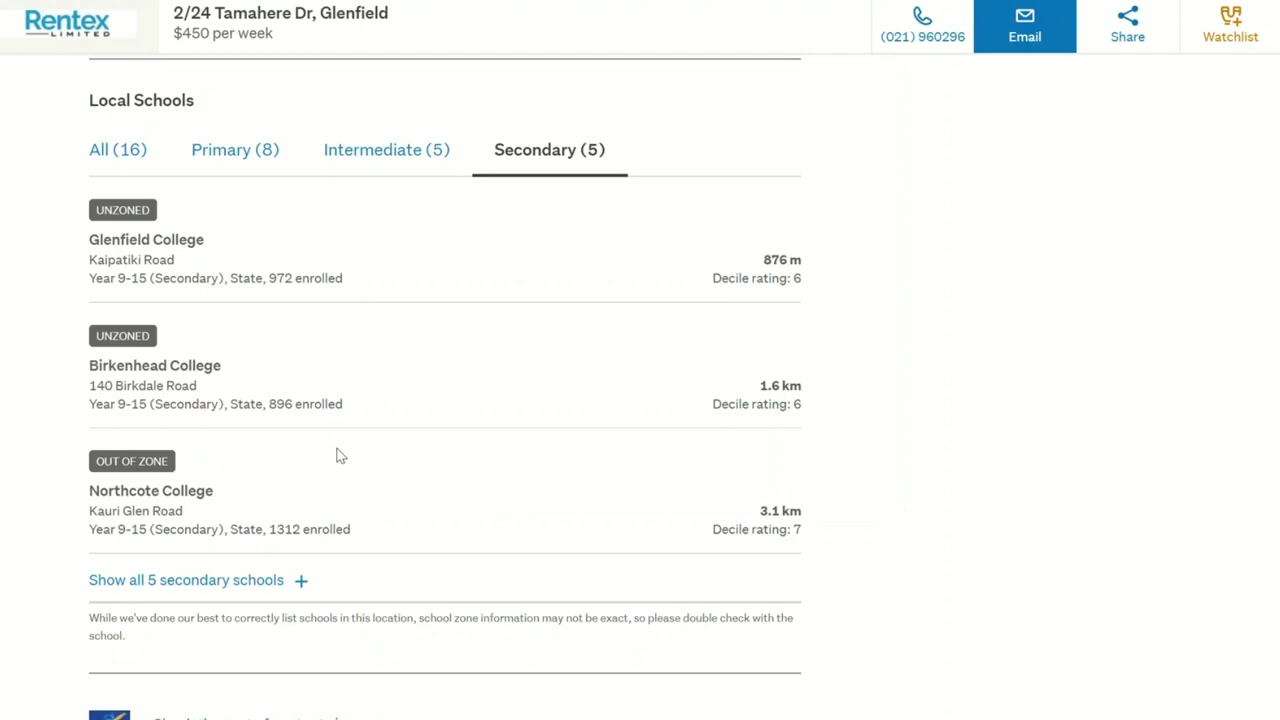 Rentex
LIMITED
2/24 Tamahere Dr, Glenfield
$450 per week
(021) 960296
Email
Share
Watchlist
Local Schools
All (16)
Primary (8)
Intermediate (5)
Secondary (5)
UNZONED
Glenfield College
Kaipatiki Road
876 m
Year 9-15 (Secondary), State, 972 enrolled
Decile rating: 6
UNZONED
Birkenhead College
140 Birkdale Road
1.6 km
Year 9-15 (Secondary), State, 896 enrolled
Decile rating: 6
OUT OF ZONE
Northcote College
Kauri Glen Road
3.1 km
Year 9-15 (Secondary), State, 1312 enrolled
Decile rating: 7
Show all 5 secondary schools +
While we've done our best to correctly list schools in this location, school zone information may not be exact, so please double check with the
school.